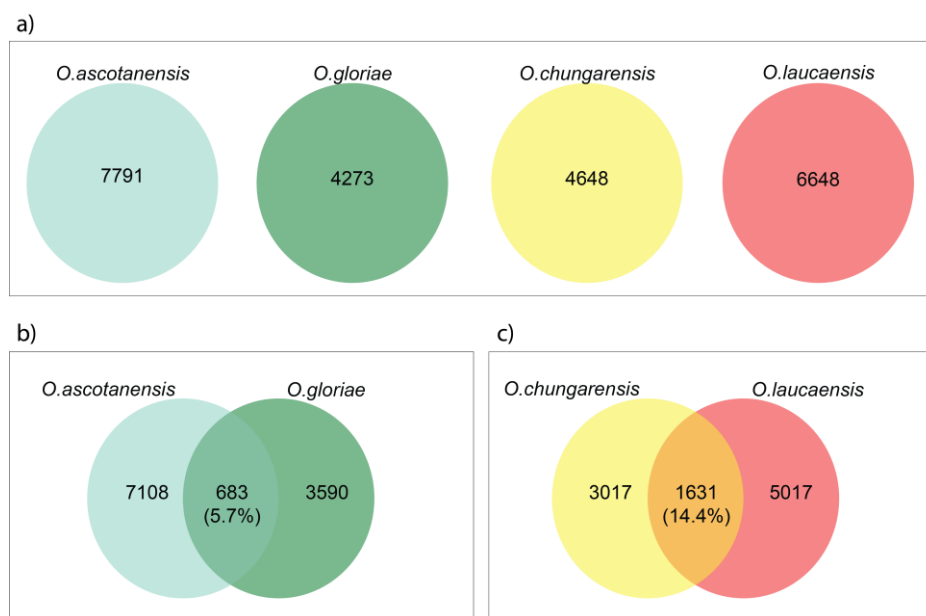 a)
O.ascotanensis O.gloriae O.chungarensis O.laucaensis
7791 4273 4648 6648
b)
O.ascotanensis O.gloriae
7108 683 3590
(5.7%)
c)
O.chungarensis O.laucaensis
3017 1631 5017
(14.4%)